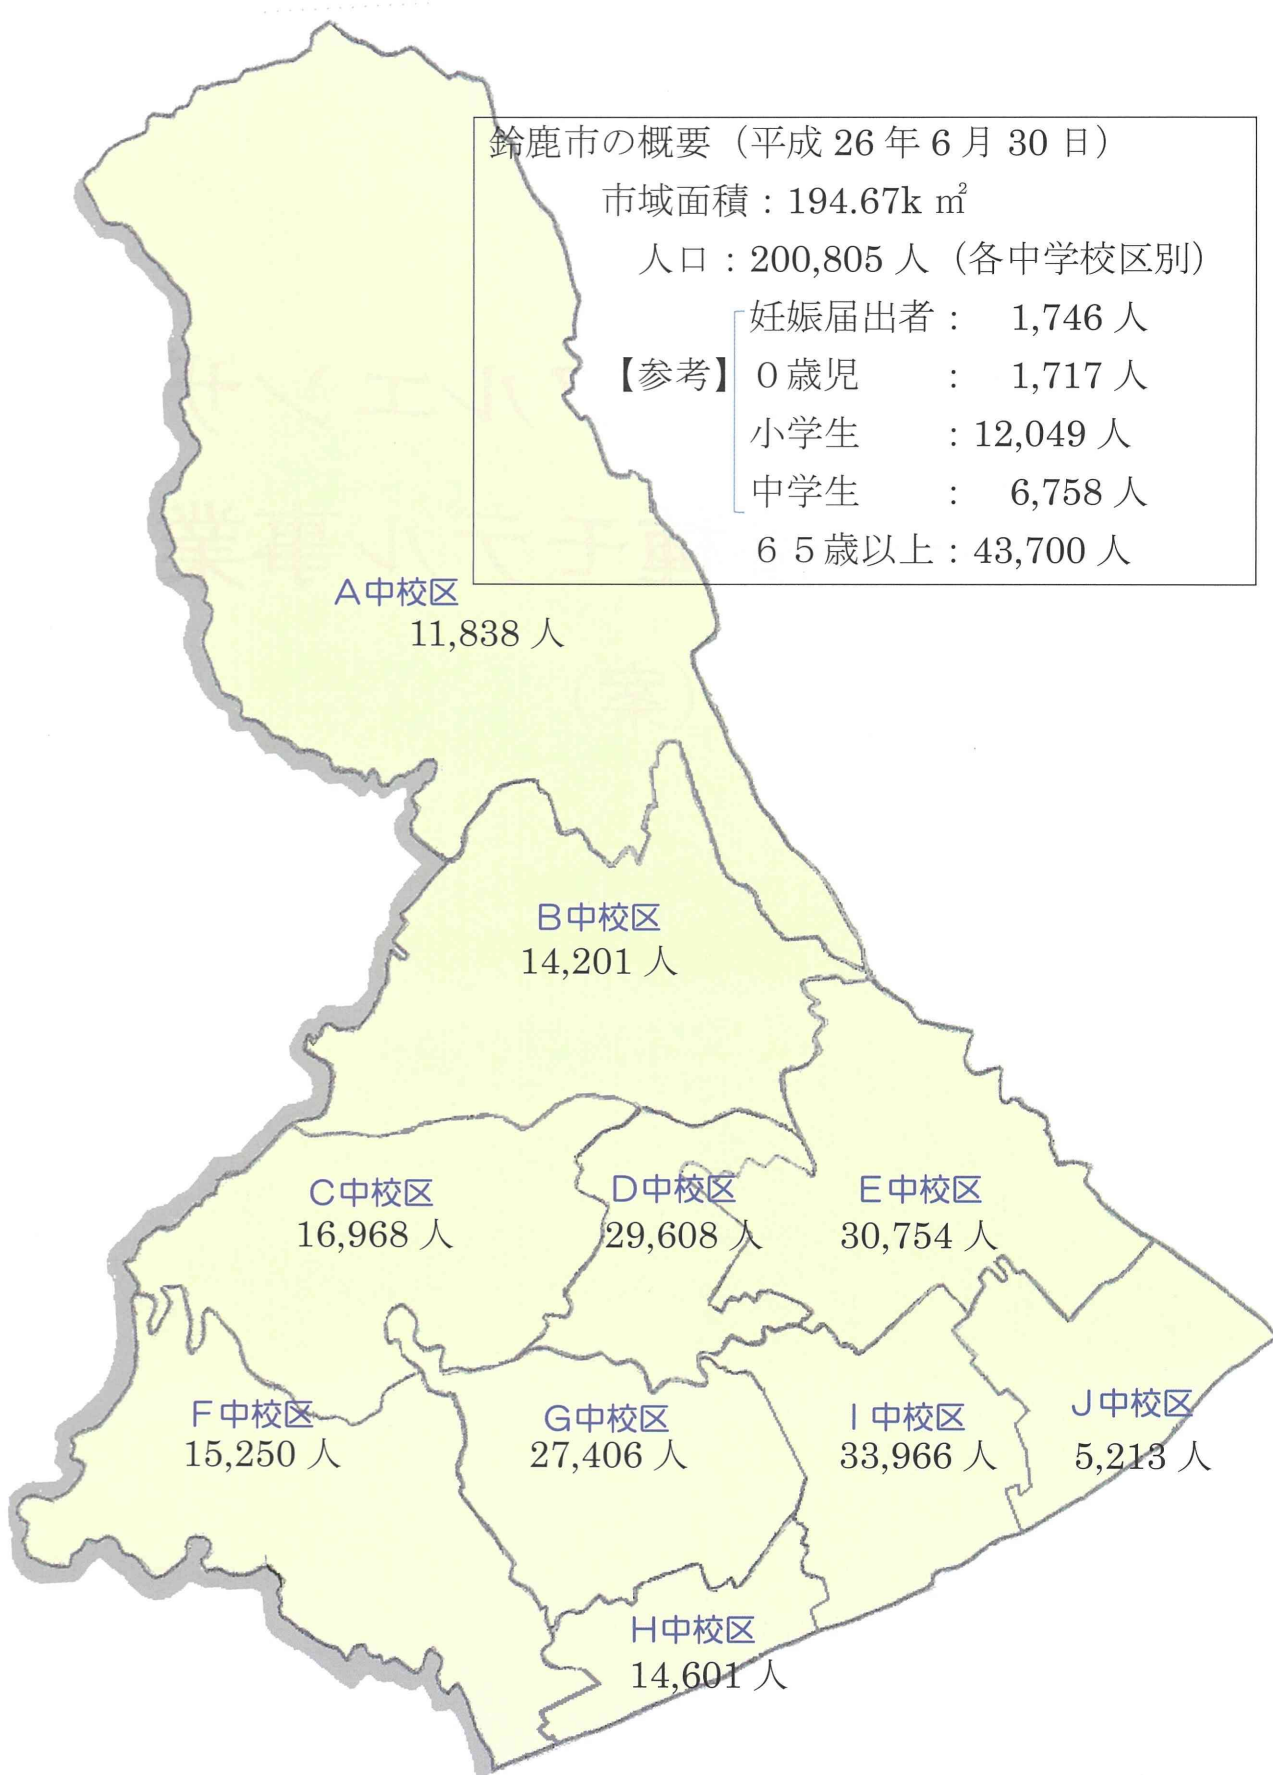 鈴鹿市の概要（平成 26 年 6 月 30 日）
市域面積：194.67k ㎡
人口：200,805 人（各中学校区別）
妊娠届出者： 1,746 人
【参考】 ０歳児 ： 1,717 人
小学生 ：12,049 人
中学生 ： 6,758 人
６５歳以上：43,700 人
A中校区
11,838 人
B中校区
14,201 人
C中校区
16,968 人
D中校区
29,608 人
E中校区
30,754 人
F中校区
15,250 人
G中校区
27,406 人
I中校区
33,966 人
J中校区
5,213 人
H中校区
14,601 人